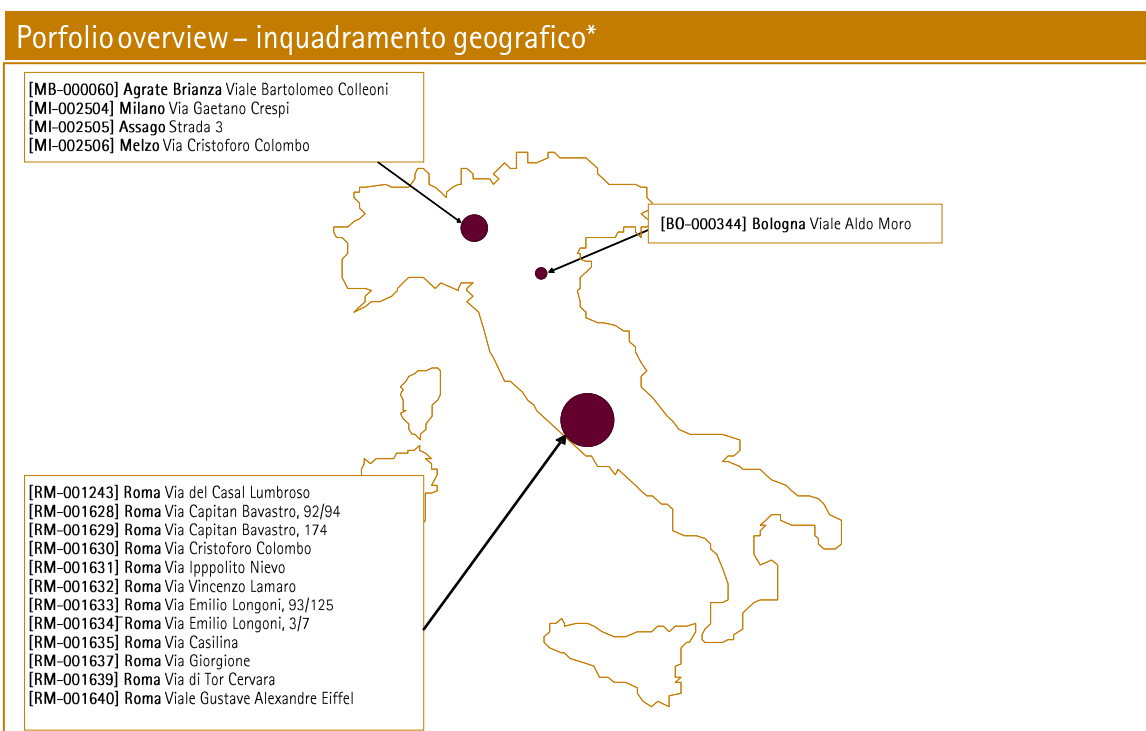 Porfolio overview – inquadramento geografico*
[MB-000060] Agrate Brianza Viale Bartolomeo Colleoni
[MI-002504] Milano Via Gaetano Crespi
[MI-002505] Assago Strada 3
[MI-002506] Melzo Via Cristoforo Colombo
[BO-000344] Bologna Viale Aldo Moro
[RM-001243] Roma Via del Casal Lumbroso
[RM-001628] Roma Via Capitan Bavastro, 92/94
[RM-001629] Roma Via Capitan Bavastro, 174
[RM-001630] Roma Via Cristoforo Colombo
[RM-001631] Roma Via Ipppolito Nievo
[RM-001632] Roma Via Vincenzo Lamaro
[RM-001633] Roma Via Emilio Longoni, 93/125
[RM-001634] Roma Via Emilio Longoni, 3/7
[RM-001635] Roma Via Casilina
[RM-001637] Roma Via Giorgione
[RM-001639] Roma Via di Tor Cervara
[RM-001640] Roma Viale Gustave Alexandre Eiffel